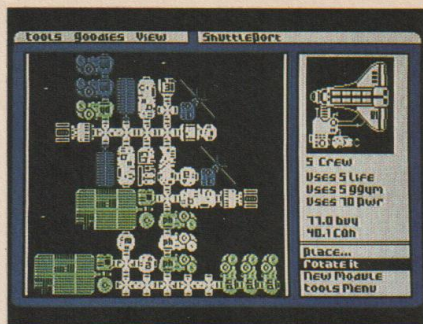 tools goodies View ShuttlePort
5 Crew
Uses 5 life
Uses 5 ggym
Uses 70 pwr
77.0 buy
40.1 Con
place...
rotate it
New Module
tools Menu